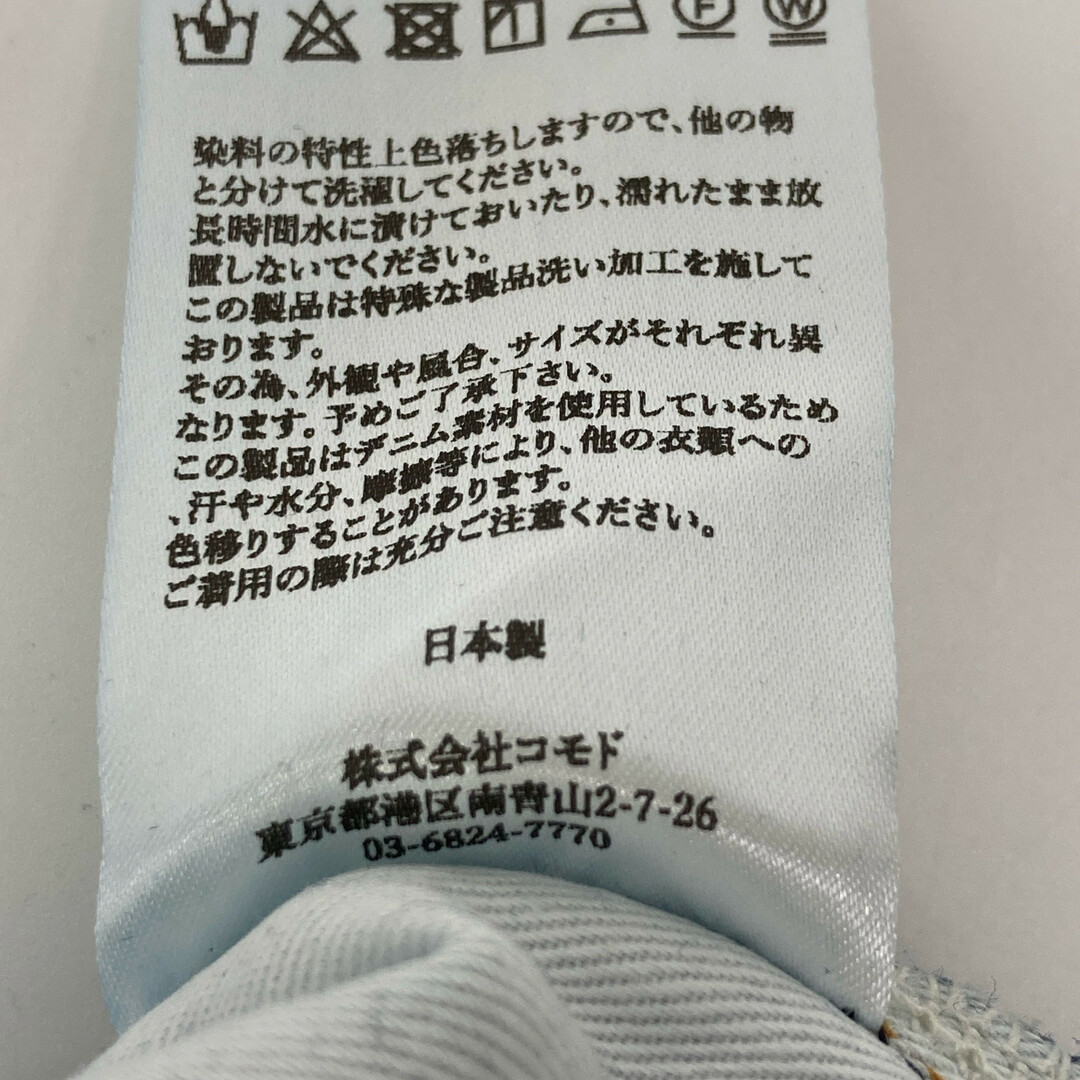 F W
染料の特性上色落ちしますので、他の物
と分けて洗濯してください。
長時間水に漬けておいたり、濡れたまま放
置しないでください。
この製品は特殊な製品洗い加工を施して
おります。
その為、外観や風合、サイズがそれぞれ異
なります。予めご了承下さい。
この製品はデニム素材を使用しているため
、汗や水分、摩擦等により、他の衣類への
色移りすることがあります。
ご着用の際は充分ご注意ください。
日本製
株式会社コモド
東京都港区南青山2-7-26
03-6824-7770